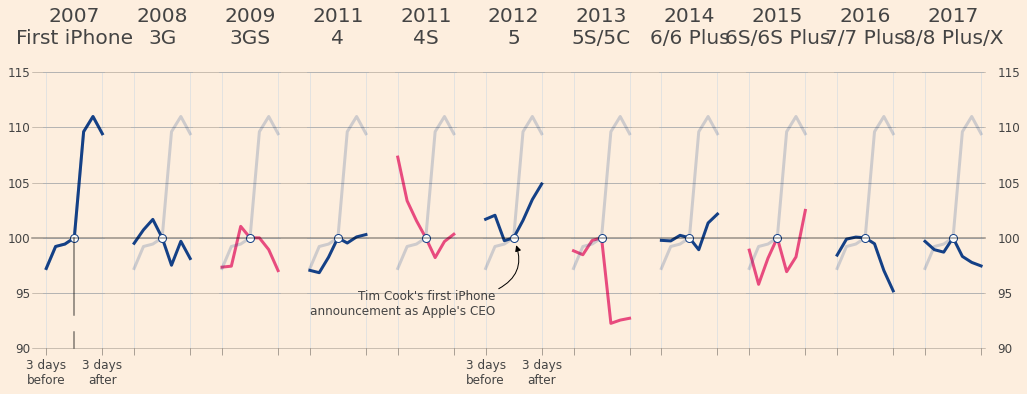 2007 2008 2009 2011 2011 2012 2013 2014 2015 2016 2017
First iPhone 3G 3GS 4 4S 5 5S/5C 6/6 Plus 6S/6S Plus 7/7 Plus 8/8 Plus/X
115 115
110 110
105 105
100 100
95 95
Tim Cook's first iPhone
announcement as Apple's CEO
90 90
3 days 3 days 3 days 3 days
before after before after